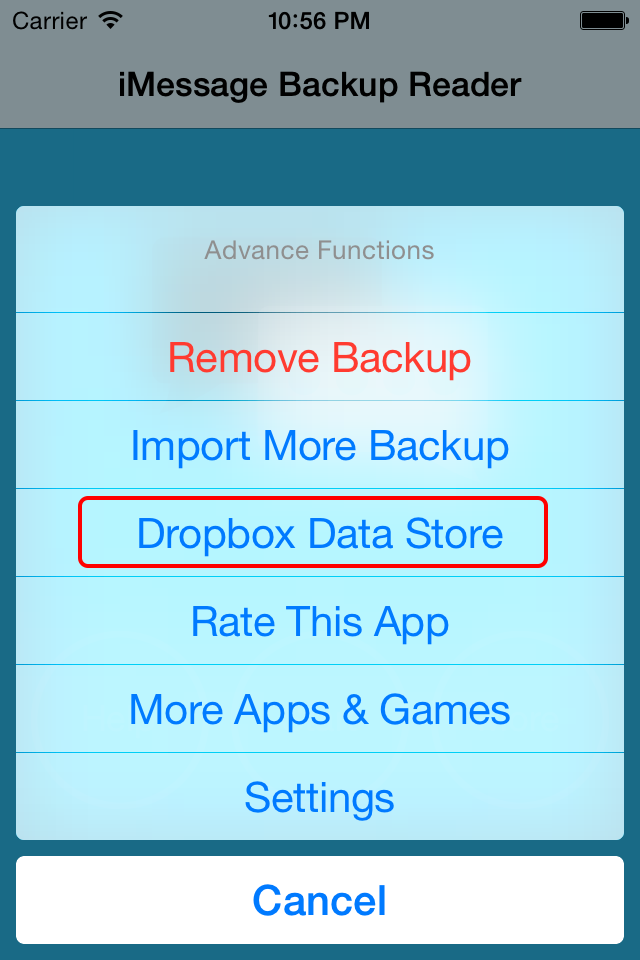 Carrier 10:56 PM
iMessage Backup Reader
Advance Functions
Remove Backup
Import More Backup
Dropbox Data Store
Rate This App
More Apps & Games
Settings
Cancel